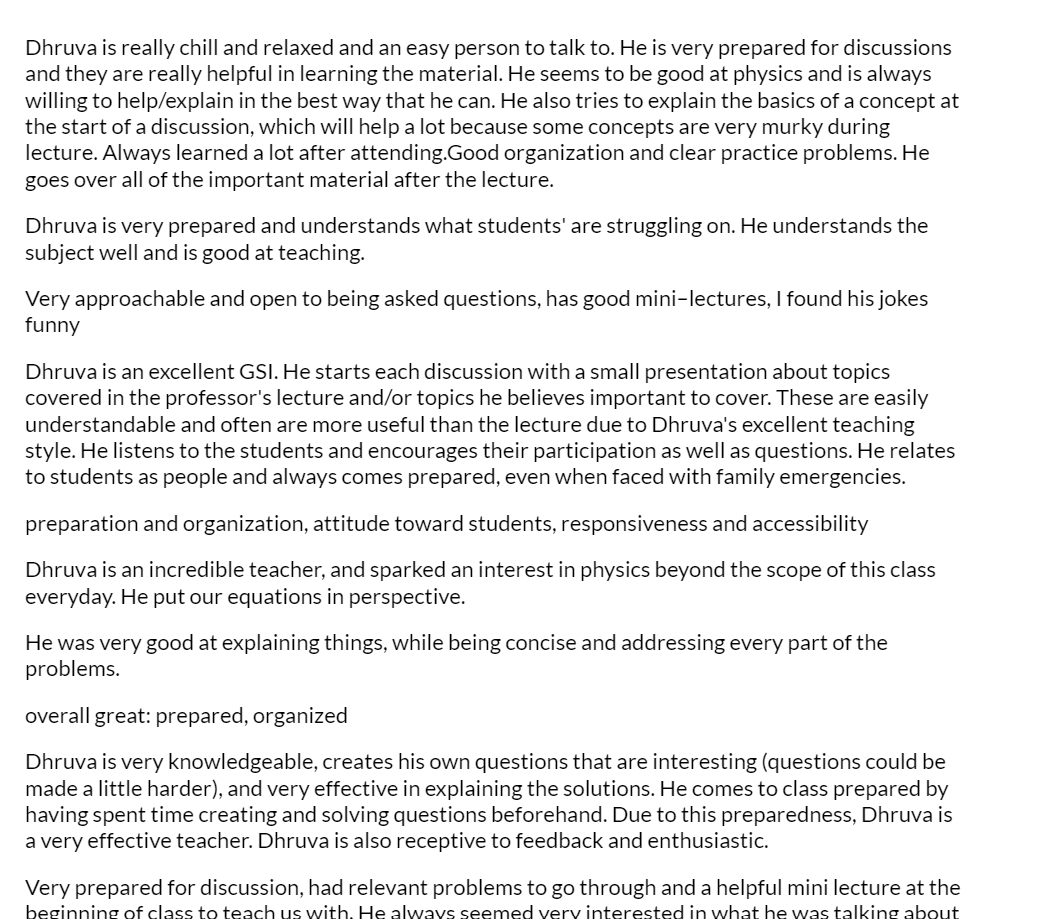 Dhruva is really chill and relaxed and an easy person to talk to. He is very prepared for discussions
and they are really helpful in learning the material. He seems to be good at physics and is always
willing to help/explain in the best way that he can. He also tries to explain the basics of a concept at
the start of a discussion, which will help a lot because some concepts are very murky during
lecture. Always learned a lot after attending.Good organization and clear practice problems. He
goes over all of the important material after the lecture.
Dhruva is very prepared and understands what students' are struggling on. He understands the
subject well and is good at teaching.
Very approachable and open to being asked questions, has good mini–lectures, I found his jokes
funny
Dhruva is an excellent GSI. He starts each discussion with a small presentation about topics
covered in the professor's lecture and/or topics he believes important to cover. These are easily
understandable and often are more useful than the lecture due to Dhruva's excellent teaching
style. He listens to the students and encourages their participation as well as questions. He relates
to students as people and always comes prepared, even when faced with family emergencies.
preparation and organization, attitude toward students, responsiveness and accessibility
Dhruva is an incredible teacher, and sparked an interest in physics beyond the scope of this class
everyday. He put our equations in perspective.
He was very good at explaining things, while being concise and addressing every part of the
problems.
overall great: prepared, organized
Dhruva is very knowledgeable, creates his own questions that are interesting (questions could be
made a little harder), and very effective in explaining the solutions. He comes to class prepared by
having spent time creating and solving questions beforehand. Due to this preparedness, Dhruva is
a very effective teacher. Dhruva is also receptive to feedback and enthusiastic.
Very prepared for discussion, had relevant problems to go through and a helpful mini lecture at the
beginning of class to teach us with. He always seemed very interested in what he was talking about